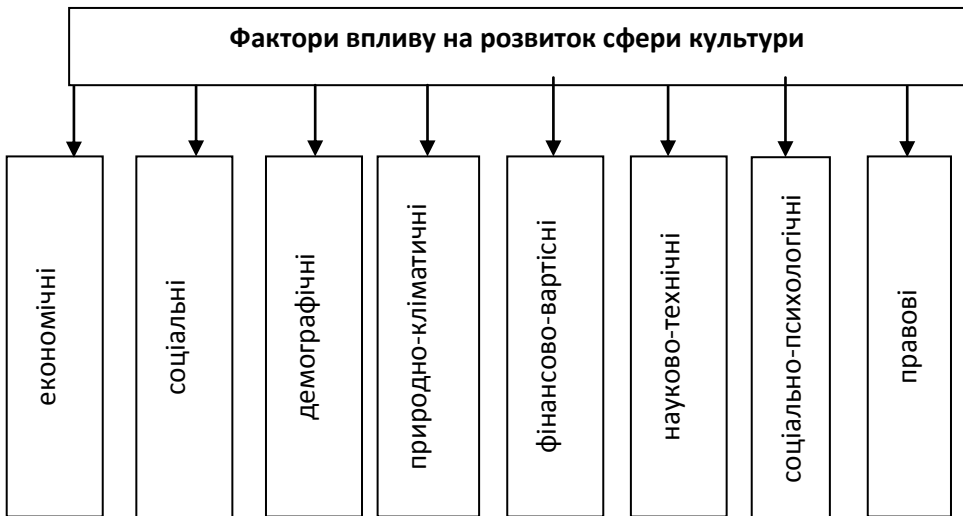 Фактори впливу на розвиток сфери культури
економічні
соціальні
демографічні
природно-кліматичні
фінансово-вартісні
науково-технічні
соціально-психологічні
правові